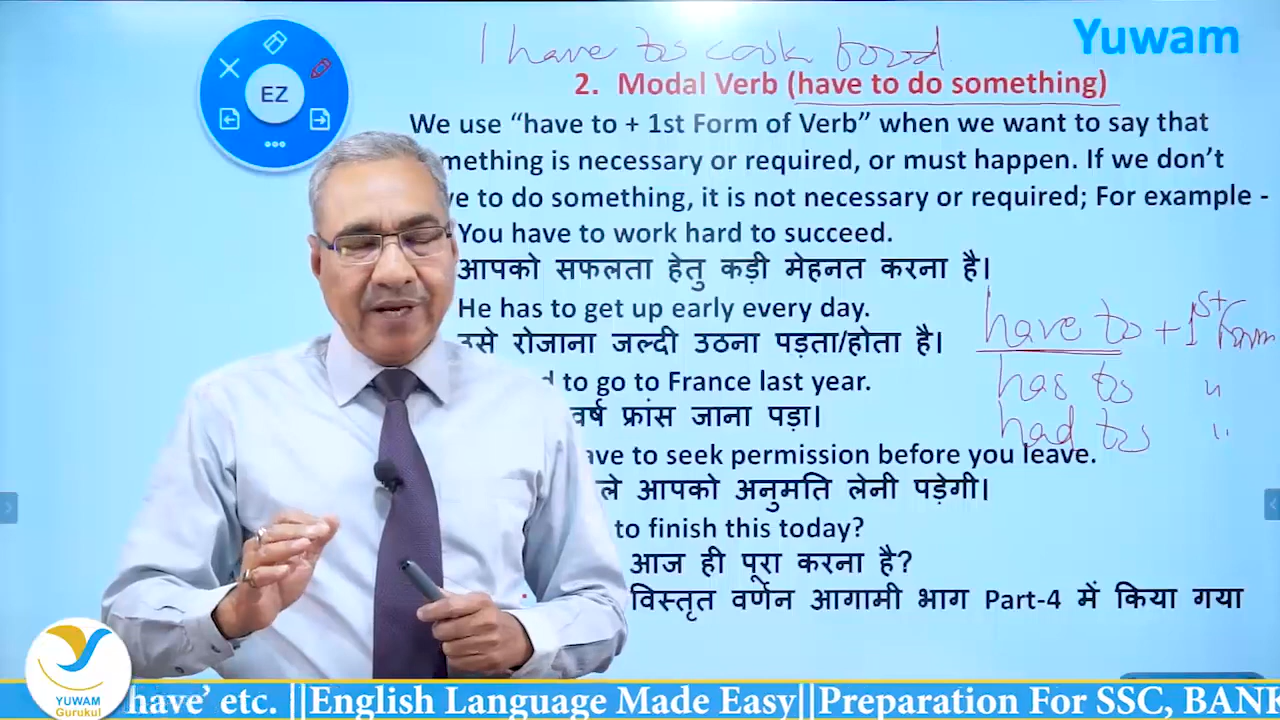 I have to cook food.
Yuwam
EZ
2. Modal Verb (have to do something)
We use “have to + 1st Form of Verb” when we want to say that
mething is necessary or required, or must happen. If we don’t
ve to do something, it is not necessary or required; For example -
You have to work hard to succeed.
आपको सफलता हेतु कड़ी मेहनत करना है।
He has to get up early every day.
उसे रोजाना जल्दी उठना पड़ता/होता है।
have to + 1st form
d to go to France last year.
has to "
वर्ष फ्रांस जाना पड़ा।
had to "
ave to seek permission before you leave.
ले आपको अनुमति लेनी पड़ेगी।
to finish this today?
आज ही पूरा करना है?
विस्तृत वर्णन आगामी भाग Part-4 में किया गया
YUWAM
Gurukul
have’ etc. ||English Language Made Easy||Preparation For SSC, BANK